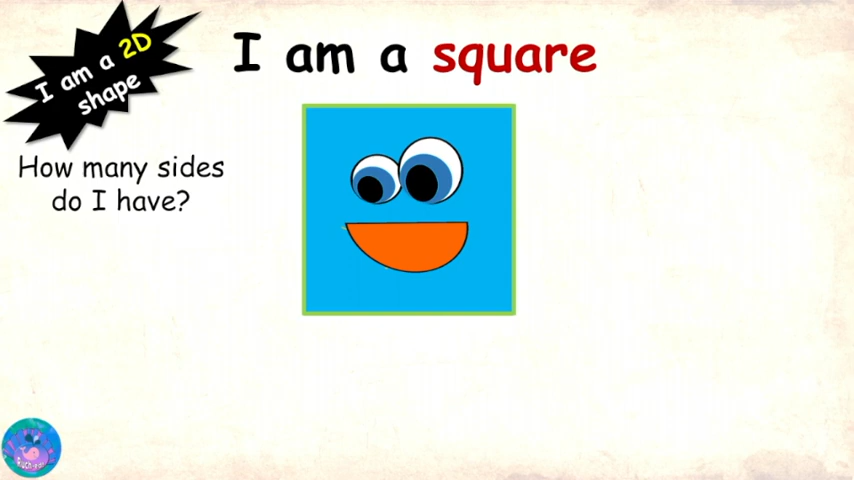 I am a 2D
shape
I am a square
How many sides
do I have?